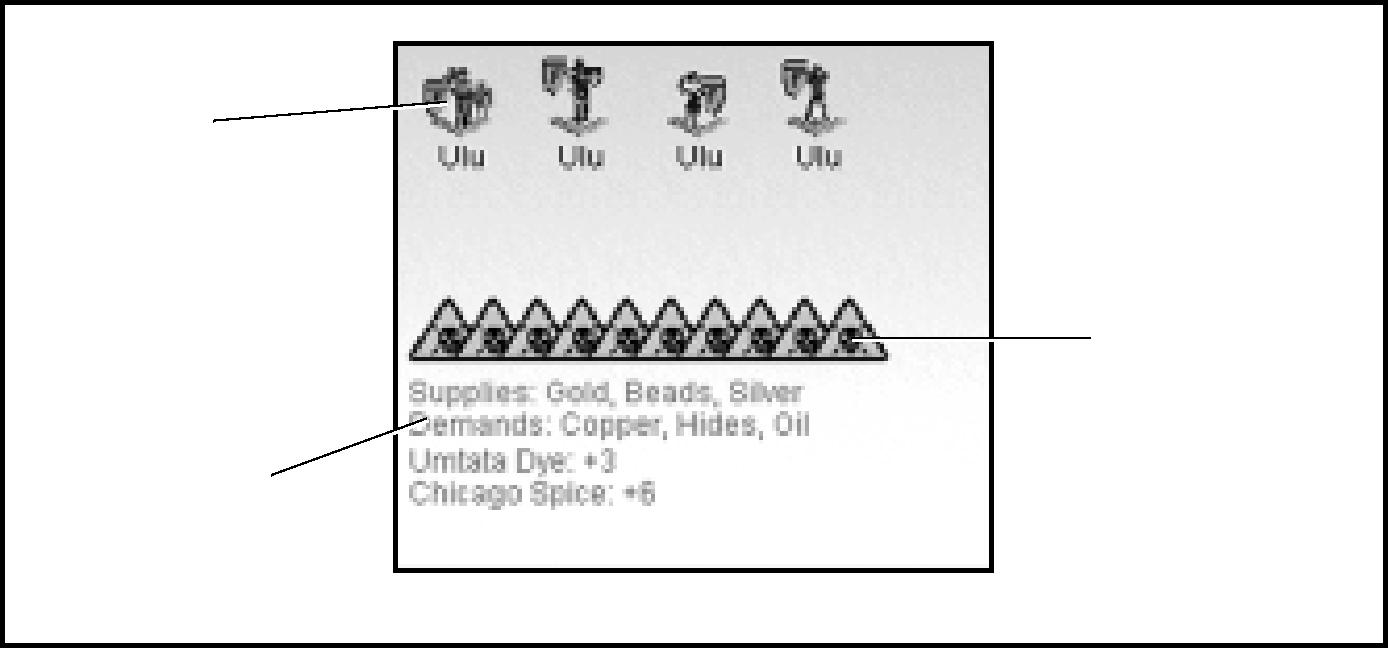 Ulu Ulu Ulu Ulu
Supplies: Gold, Beads, Silver
Demands: Copper, Hides, Oil
Umtata Dye: +3
Chicago Spice: +6